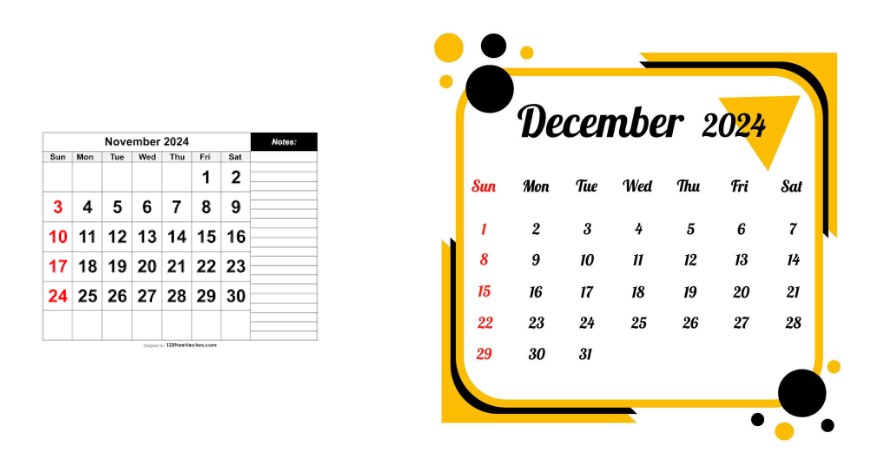 November 2024 Notes:
Sun Mon Tue Wed Thu Fri Sat
1 2
3 4 5 6 7 8 9
10 11 12 13 14 15 16
17 18 19 20 21 22 23
24 25 26 27 28 29 30
designed by 123freevectors.com
December 2024
Sun Mon Tue Wed Thu Fri Sat
1 2 3 4 5 6 7
8 9 10 11 12 13 14
15 16 17 18 19 20 21
22 23 24 25 26 27 28
29 30 31